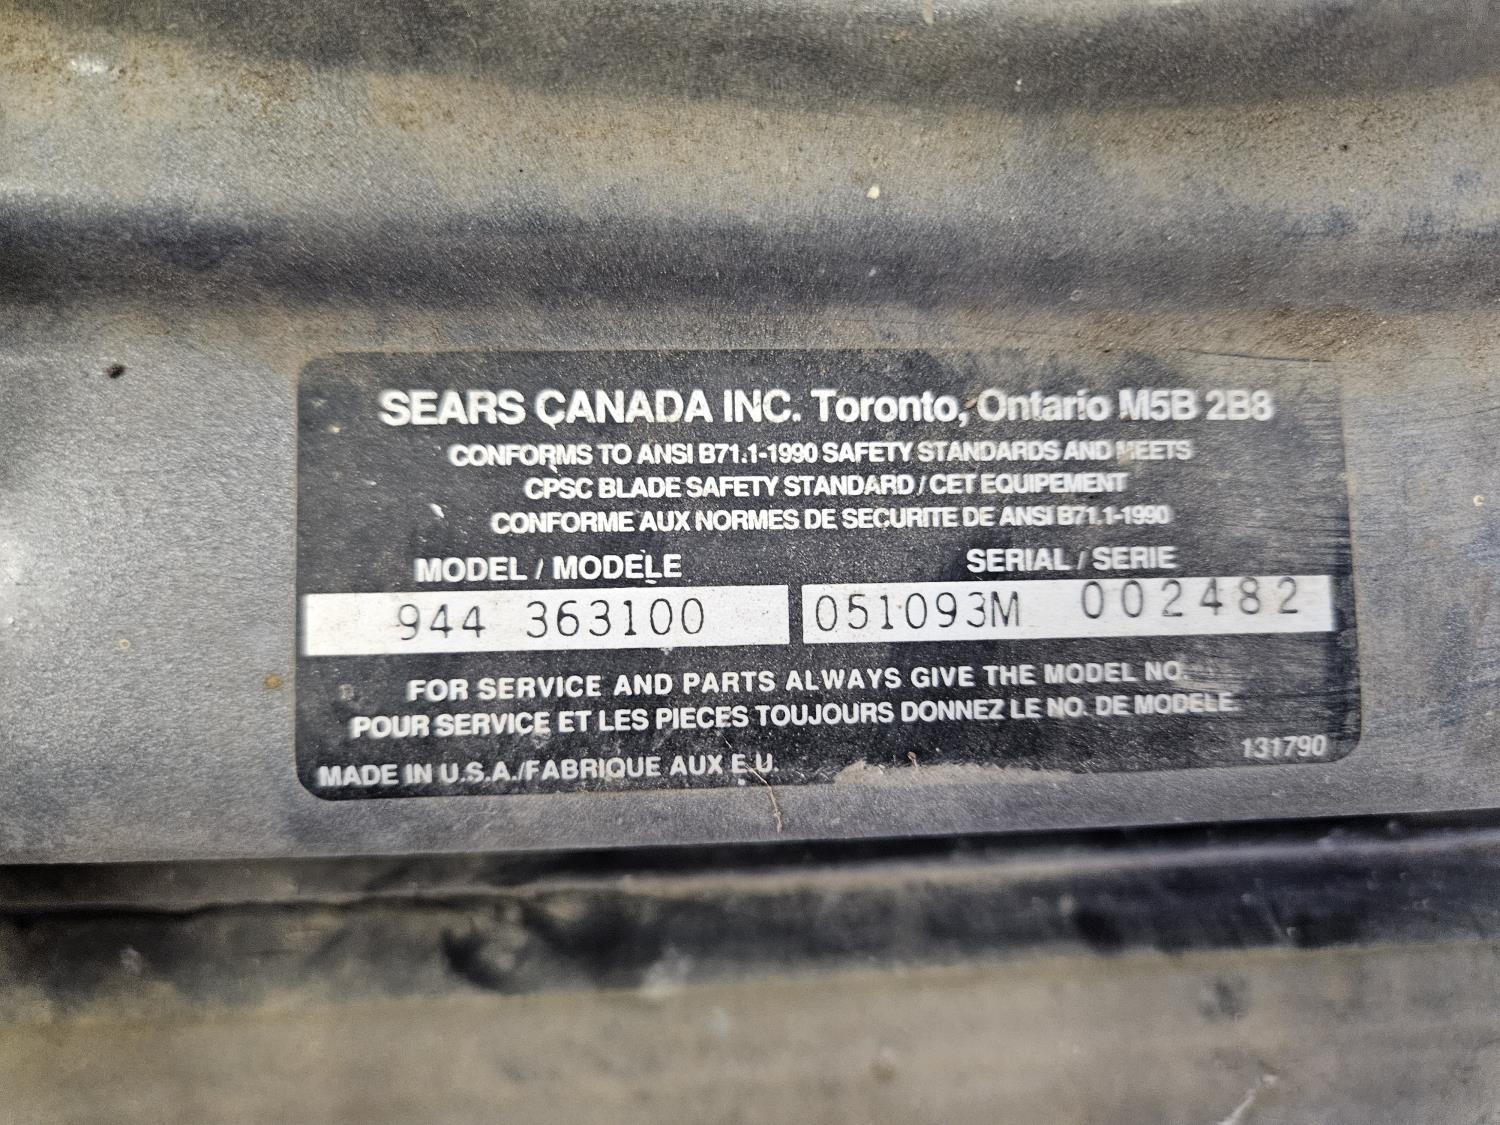 SEARS CANADA INC. Toronto, Ontario M5B 2B8
CONFORMS TO ANSI B71.1-1990 SAFETY STANDARDS AND MEETS
CPSC BLADE SAFETY STANDARD / CET EQUIPEMENT
CONFORME AUX NORMES DE SECURITE DE ANSI B71.1-1990
MODEL / MODELE SERIAL / SERIE
944 363100 051093M 002482
FOR SERVICE AND PARTS ALWAYS GIVE THE MODEL NO.
POUR SERVICE ET LES PIECES TOUJOURS DONNEZ LE NO. DE MODELE.
MADE IN U.S.A./FABRIQUE AUX E.U. 131790